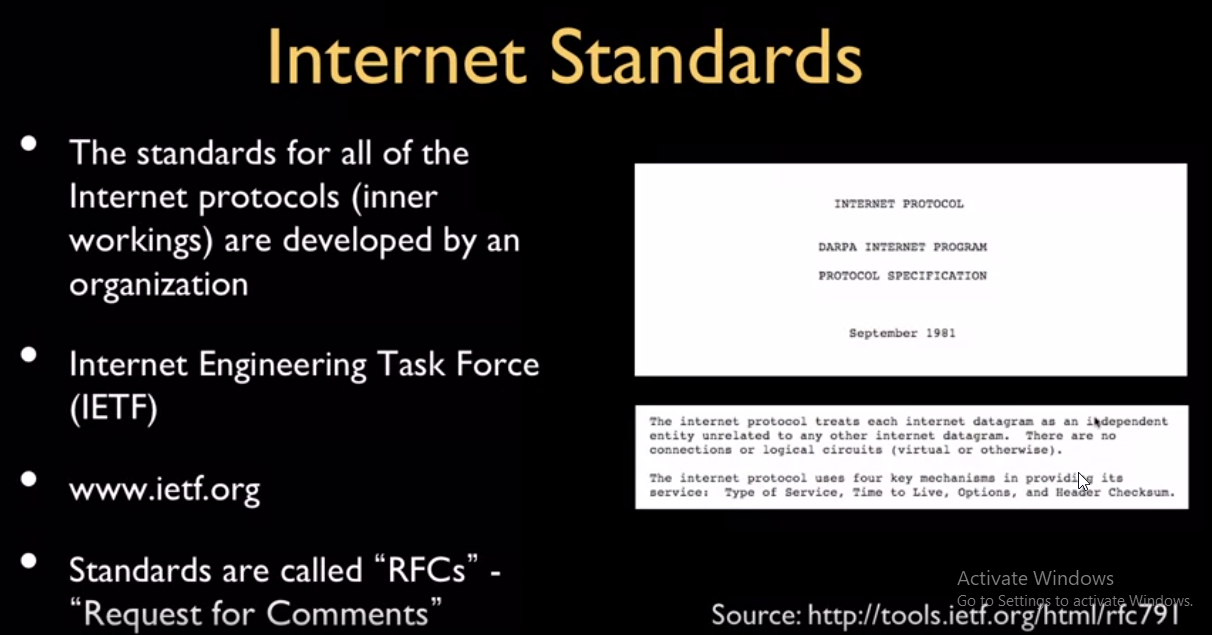 Internet Standards
The standards for all of the
Internet protocols (inner
workings) are developed by an
organization
Internet Engineering Task Force
(IETF)
www.ietf.org
Standards are called “RFCs” -
“Request for Comments”
INTERNET PROTOCOL
DARPA INTERNET PROGRAM
PROTOCOL SPECIFICATION
September 1981
The internet protocol treats each internet datagram as an independent
entity unrelated to any other internet datagram.  There are no
connections or logical circuits (virtual or otherwise).
The internet protocol uses four key mechanisms in providing its
service:  Type of Service, Time to Live, Options, and Header Checksum.
Activate Windows
Go to Settings to activate Windows.
Source: http://tools.ietf.org/html/rfc791